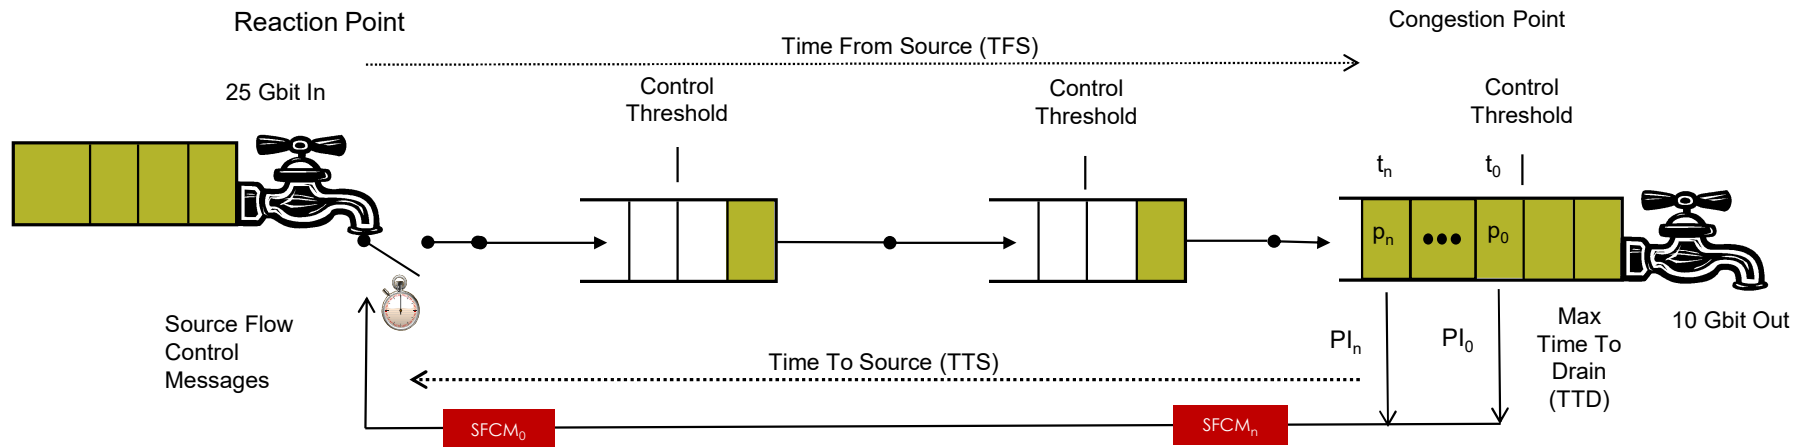 Reaction Point
Congestion Point
Time From Source (TFS)
25 Gbit In
Control
Threshold
Control
Threshold
Control
Threshold
tₙ
t₀
pₙ
p₀
Source Flow
Control
Messages
Time To Source (TTS)
PIₙ
PI₀
Max
Time To
Drain
(TTD)
10 Gbit Out
SFCM₀
SFCMₙ